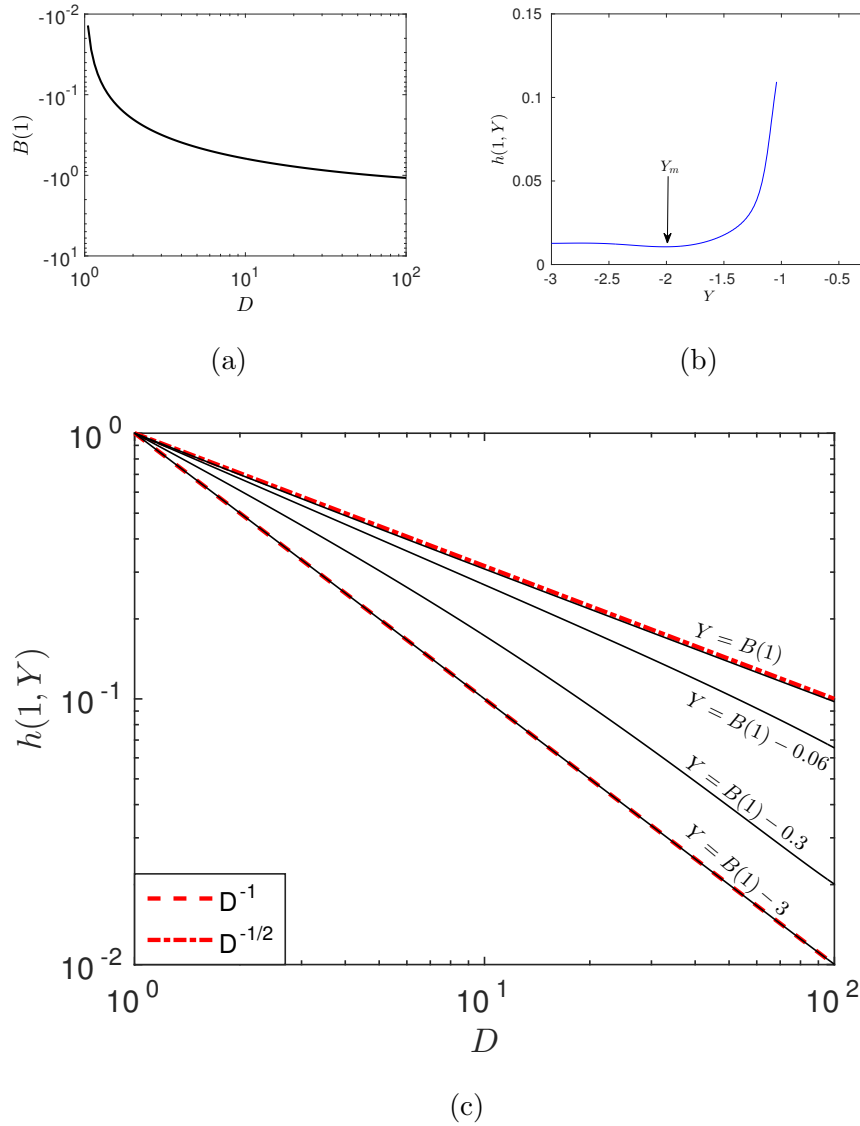 -10^-2
-10^-1
-10^0
-10^1
B(1)
10^0
10^1
10^2
D
(a)
0.15
0.1
0.05
0
h(1, Y)
Y_m
-3
-2.5
-2
-1.5
-1
-0.5
Y
(b)
10^0
10^-1
10^-2
h(1, Y)
Y = B(1)
Y = B(1) - 0.06
Y = B(1) - 0.3
Y = B(1) - 3
D^-1
D^-1/2
10^0
10^1
10^2
D
(c)